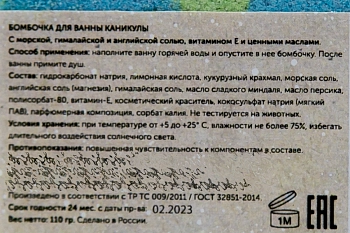 БОМБОЧКА ДЛЯ ВАННЫ КАНИКУЛЫ
С морской, гималайской и английской солью, витамином Е и ценными маслами.
Способ применения: наполните ванну горячей воды и опустите в нее бомбочку. После
ванны примите душ.
Состав: гидрокарбонат натрия, лимонная кислота, кукурузный крахмал, морская соль,
английская соль (магнезия), гималайская соль, масло сладкого миндаля, масло персика,
полисорбат-80, витамин-Е, косметический краситель, кокосульфат натрия (мягкий
ПАВ), парфюмерная композиция, сорбат калия. Не тестируется на животных.
Условия хранения: при температуре от +5 до +25° С, влажности не более 75%, избегать
длительного воздействия солнечного света.
Противопоказания: повышенная чувствительность к компонентам в составе.
Произведено в соответствии с ТР ТС 009/2011 / ГОСТ 32851-2014.
Срок годности 24 мес. с даты пр-ва: 02.2023
Вес нетто: 110 гр. Сделано в России.
1М
ЕАС